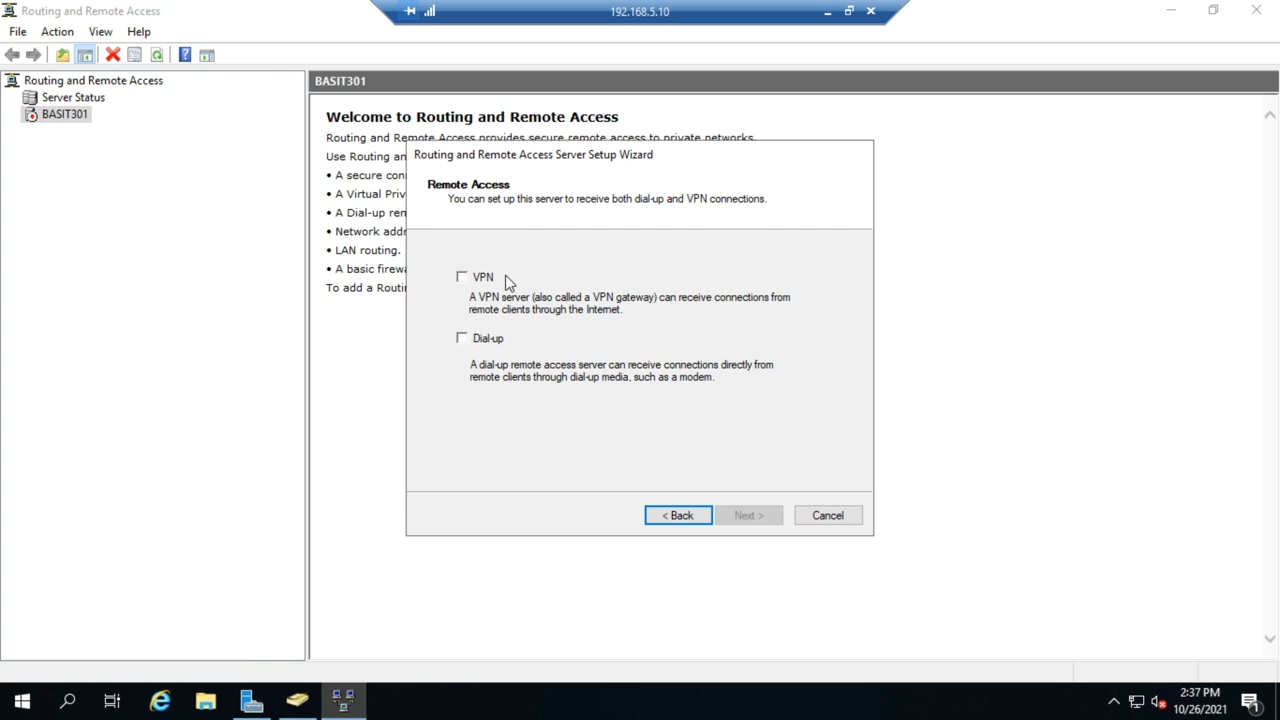 Routing and Remote Access
192.168.5.10
File Action View Help
Routing and Remote Access
Server Status
BASIT301
BASIT301
Welcome to Routing and Remote Access
Routing and Remote Access provides secure remote access to private networks.
Use Routing an
• A secure con
• A Virtual Priv
• A Dial-up rem
• Network addr
• LAN routing.
• A basic firewa
To add a Routi
Routing and Remote Access Server Setup Wizard
Remote Access
You can set up this server to receive both dial-up and VPN connections.
VPN
A VPN server (also called a VPN gateway) can receive connections from
remote clients through the Internet.
Dial-up
A dial-up remote access server can receive connections directly from
remote clients through dial-up media, such as a modem.
< Back Next > Cancel
2:37 PM
10/26/2021
1